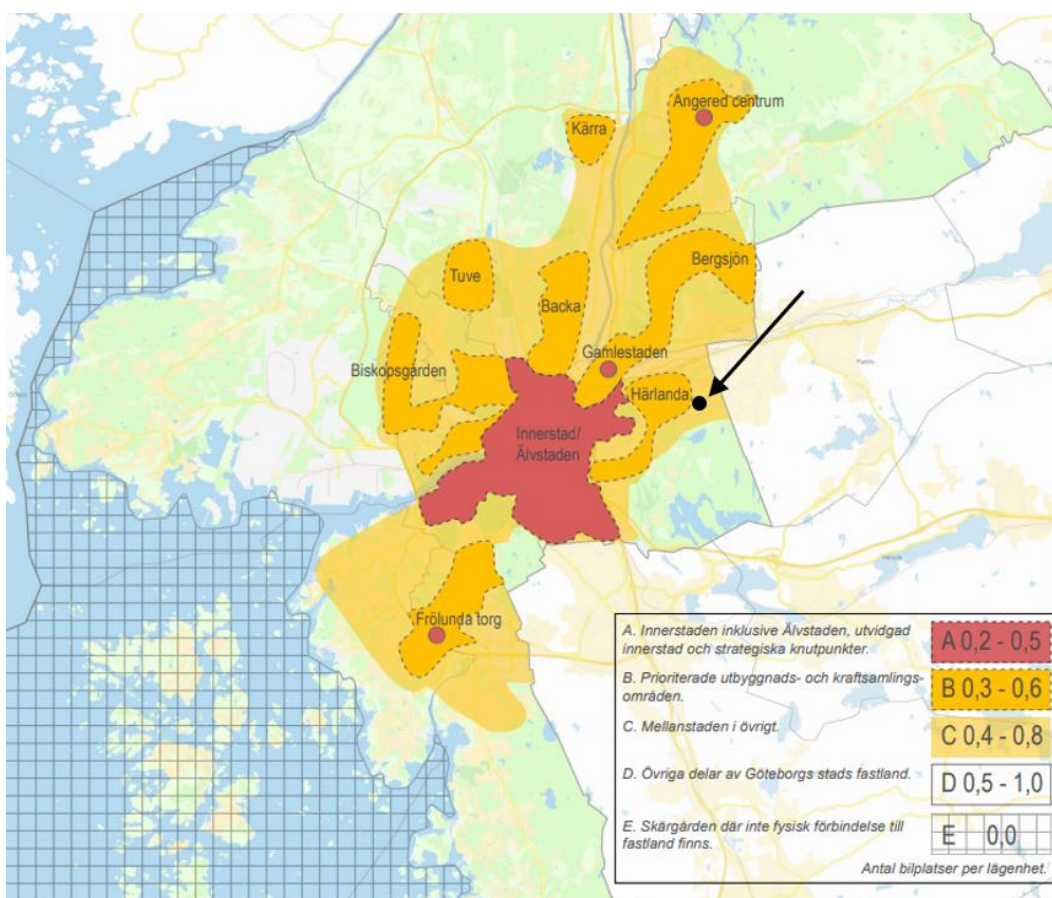 Angered centrum
Kärra
Bergsjön
Tuve
Backa
Gamlestaden
Biskopsgården
Härlanda
Innerstad/
Älvstaden
Frölunda torg
A. Innerstaden inklusive Älvstaden, utvidgad
innerstad och strategiska knutpunkter.
A 0,2 - 0,5
B. Prioriterade utbyggnads- och kraftsamlings-
områden.
B 0,3 - 0,6
C. Mellanstaden i övrigt.
C 0,4 - 0,8
D. Övriga delar av Göteborgs stads fastland.
D 0,5 - 1,0
E. Skärgården där inte fysisk förbindelse till
fastland finns.
E 0,0
Antal bilplatser per lägenhet.